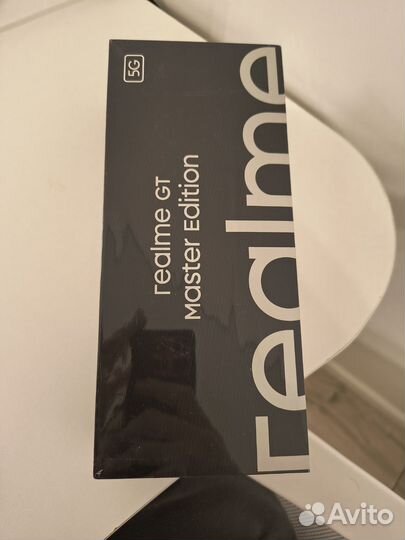 5G
realme GT
Master Edition
realme
Avito